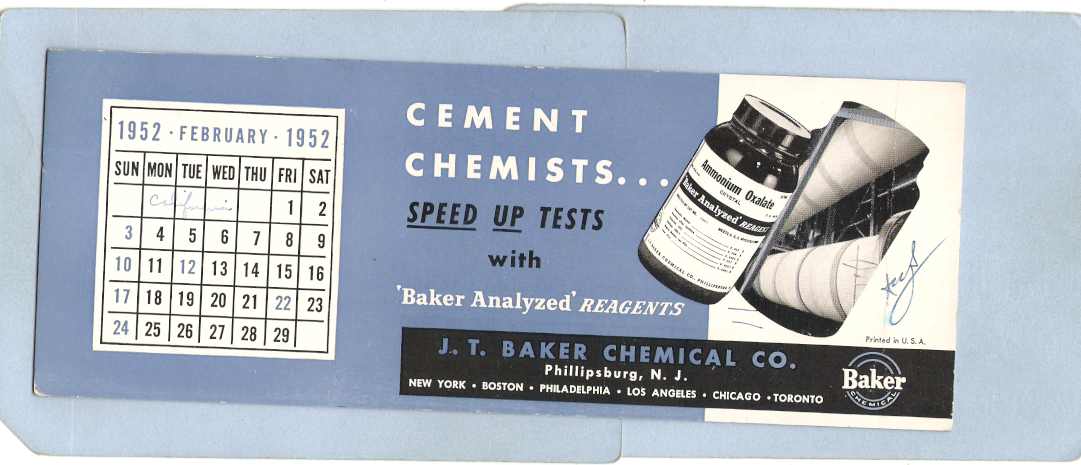 1952 · FEBRUARY · 1952
SUN MON TUE WED THU FRI SAT
California
1 2
3 4 5 6 7 8 9
10 11 12 13 14 15 16
17 18 19 20 21 22 23
24 25 26 27 28 29
CEMENT
CHEMISTS...
SPEED UP TESTS
with
'Baker Analyzed' REAGENTS
Ammonium Oxalate
CRYSTAL
'Baker Analyzed' REAGENT
J. T. BAKER CHEMICAL CO.
Phillipsburg, N. J.
NEW YORK · BOSTON · PHILADELPHIA · LOS ANGELES · CHICAGO · TORONTO
Printed in U. S. A.
Baker
CHEMICAL